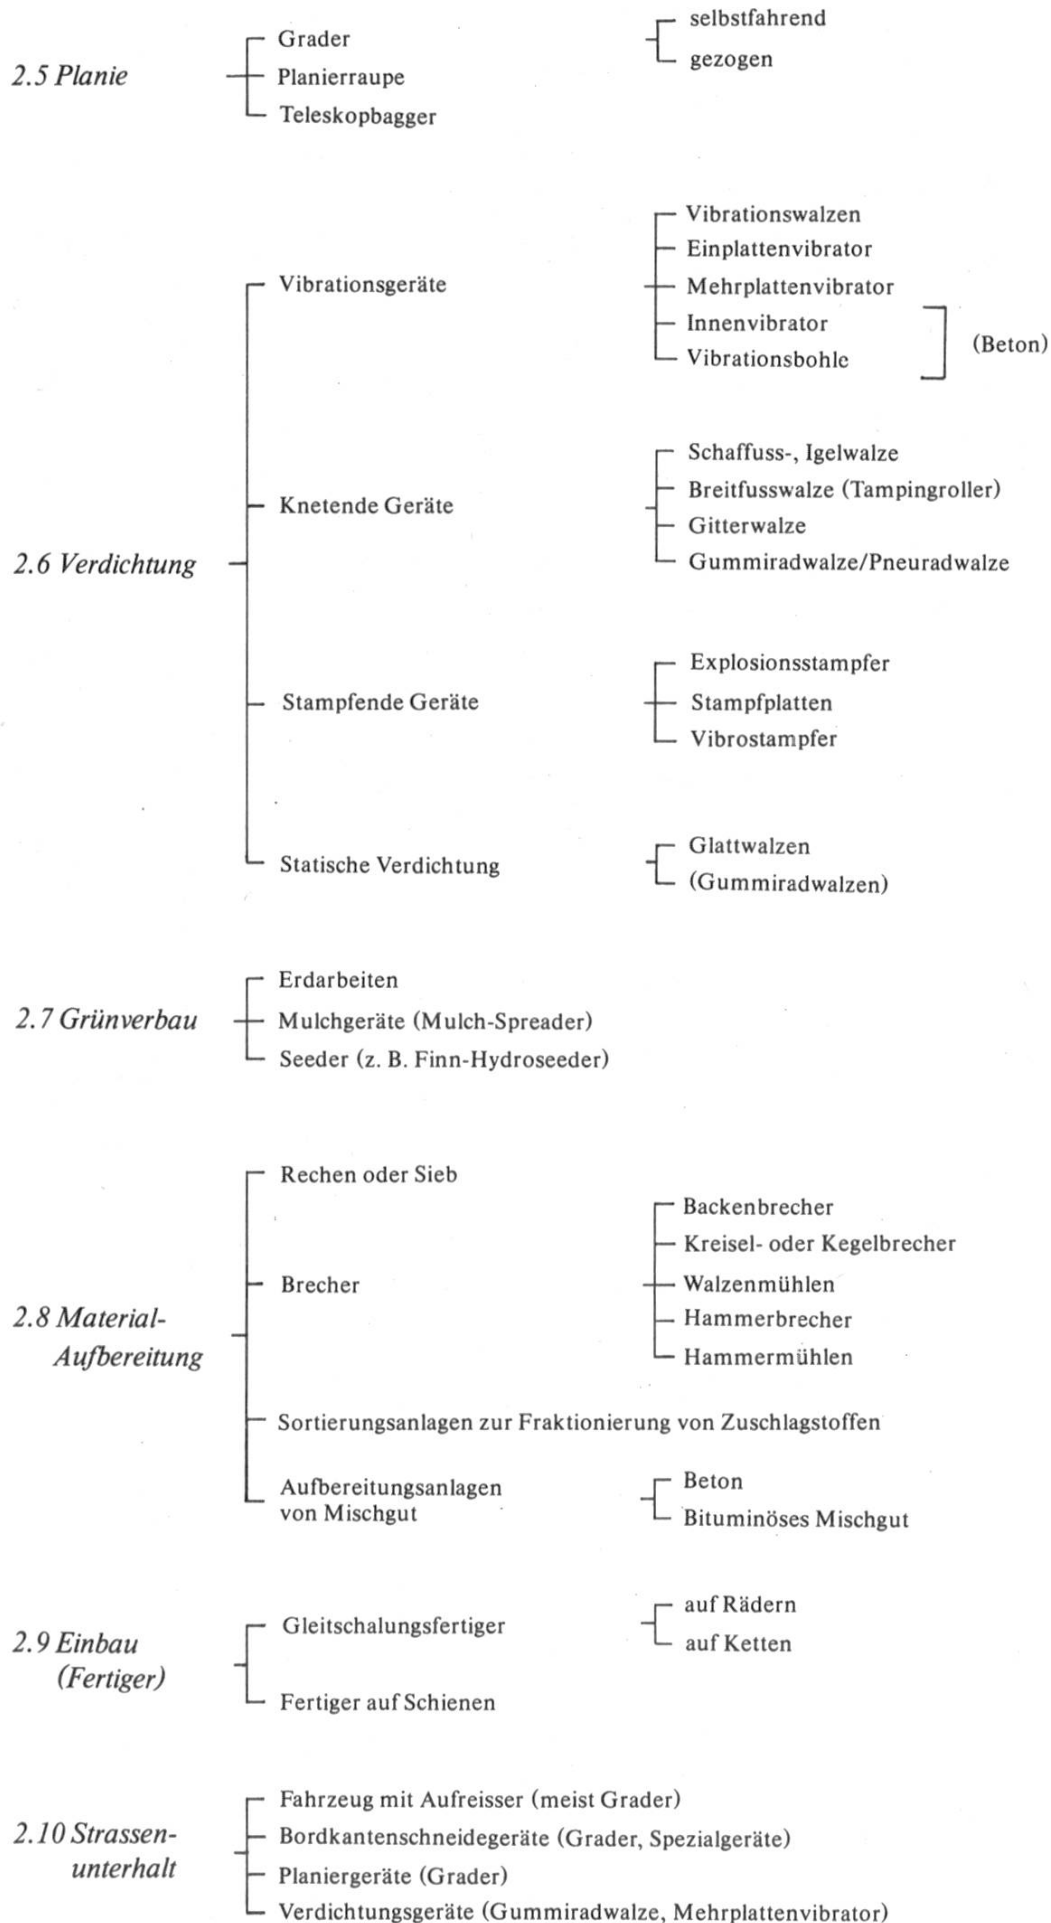 2.5 Planie
Grader
Planierraupe
Teleskopbagger
selbstfahrend
gezogen
2.6 Verdichtung
Vibrationsgeräte
Vibrationswalzen
Einplattenvibrator
Mehrplattenvibrator
Innenvibrator
Vibrationsbohle
(Beton)
Knetende Geräte
Schaffuss-, Igelwalze
Breitfusswalze (Tampingroller)
Gitterwalze
Gummiradwalze/Pneuradwalze
Stampfende Geräte
Explosionsstampfer
Stampfplatten
Vibrostampfer
Statische Verdichtung
Glattwalzen
(Gummiradwalzen)
2.7 Grünverbau
Erdarbeiten
Mulchgeräte (Mulch-Spreader)
Seeder (z. B. Finn-Hydroseeder)
2.8 Material-
Aufbereitung
Rechen oder Sieb
Brecher
Backenbrecher
Kreisel- oder Kegelbrecher
Walzenmühlen
Hammerbrecher
Hammermühlen
Sortierungsanlagen zur Fraktionierung von Zuschlagstoffen
Aufbereitungsanlagen
von Mischgut
Beton
Bituminöses Mischgut
2.9 Einbau
(Fertiger)
Gleitschalungsfertiger
auf Rädern
auf Ketten
Fertiger auf Schienen
2.10 Strassen-
unterhalt
Fahrzeug mit Aufreisser (meist Grader)
Bordkantenschneidegeräte (Grader, Spezialgeräte)
Planiergeräte (Grader)
Verdichtungsgeräte (Gummiradwalze, Mehrplattenvibrator)